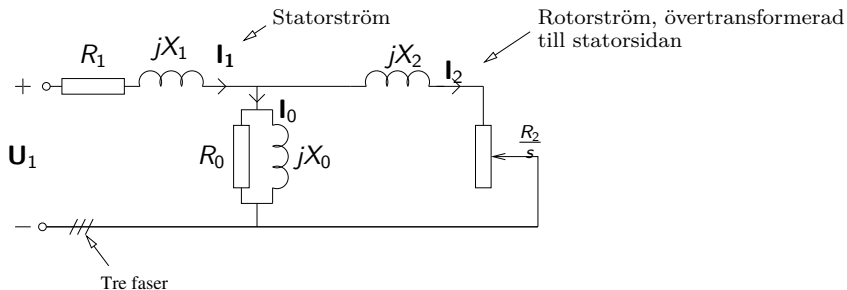 Statorström
Rotorström, övertransformerad
till statorsidan
R₁
jX₁
I₁
jX₂
I₂
+
I₀
R₀
jX₀
R₂
s
U₁
−
Tre faser